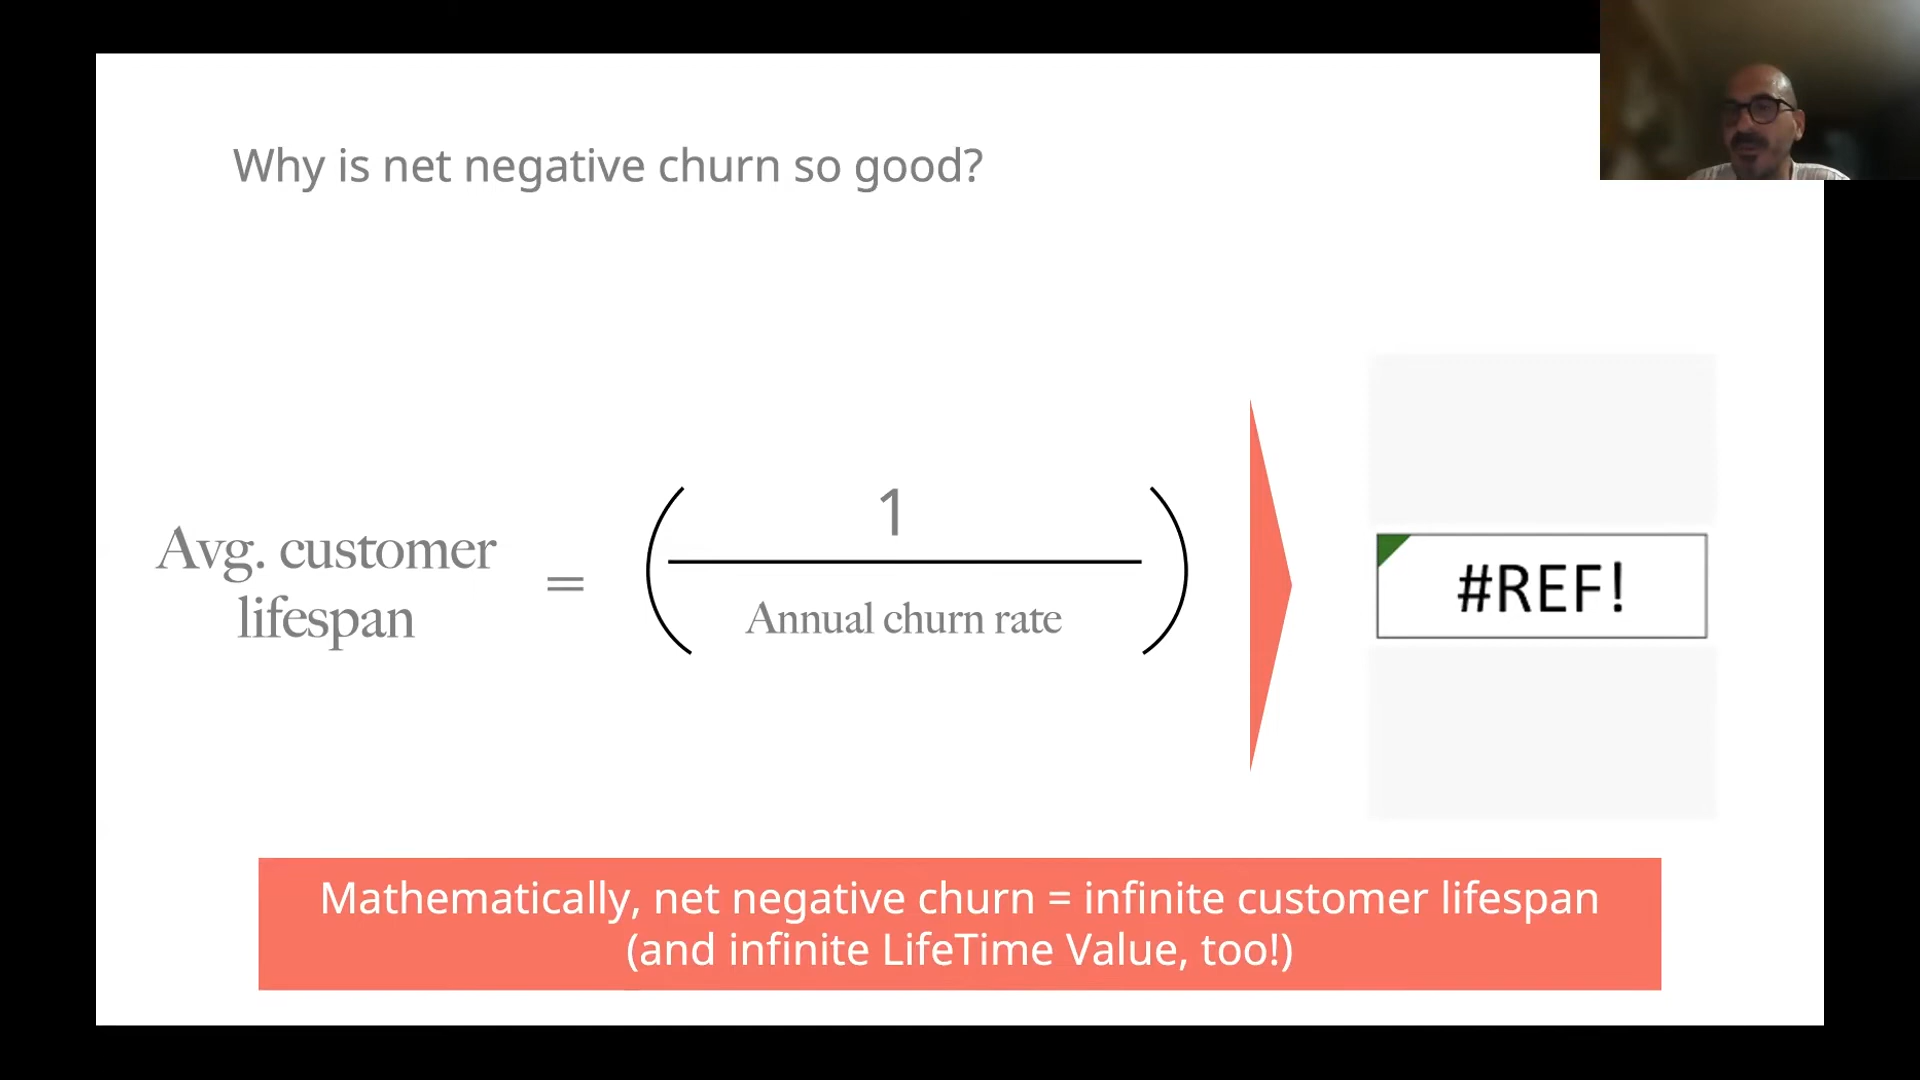 Why is net negative churn so good?
Avg. customer
lifespan
=
1
Annual churn rate
#REF!
Mathematically, net negative churn = infinite customer lifespan
(and infinite LifeTime Value, too!)